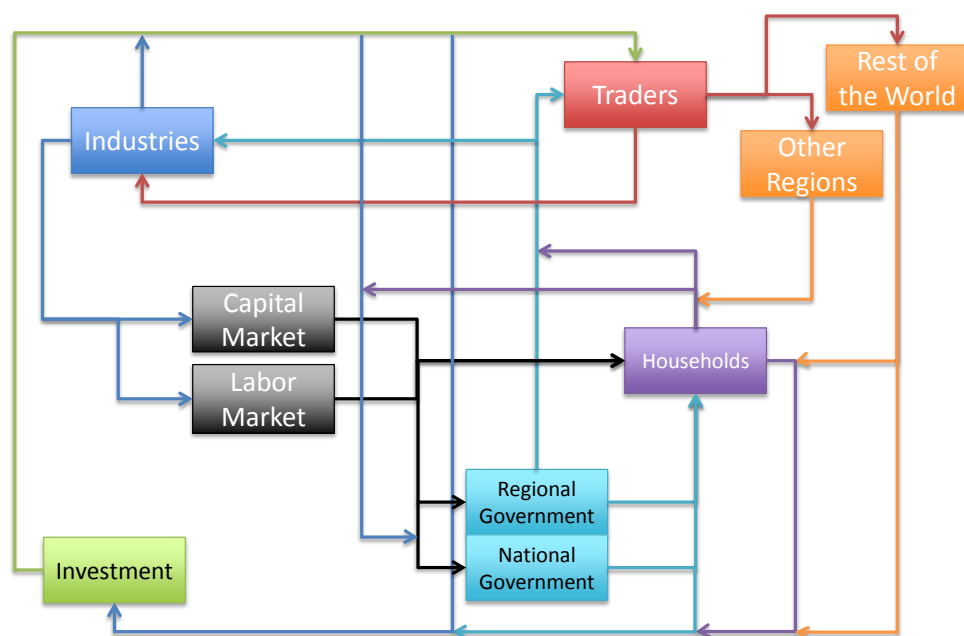 Rest of
the World
Traders
Industries
Other
Regions
Capital
Market
Households
Labor
Market
Regional
Government
National
Government
Investment